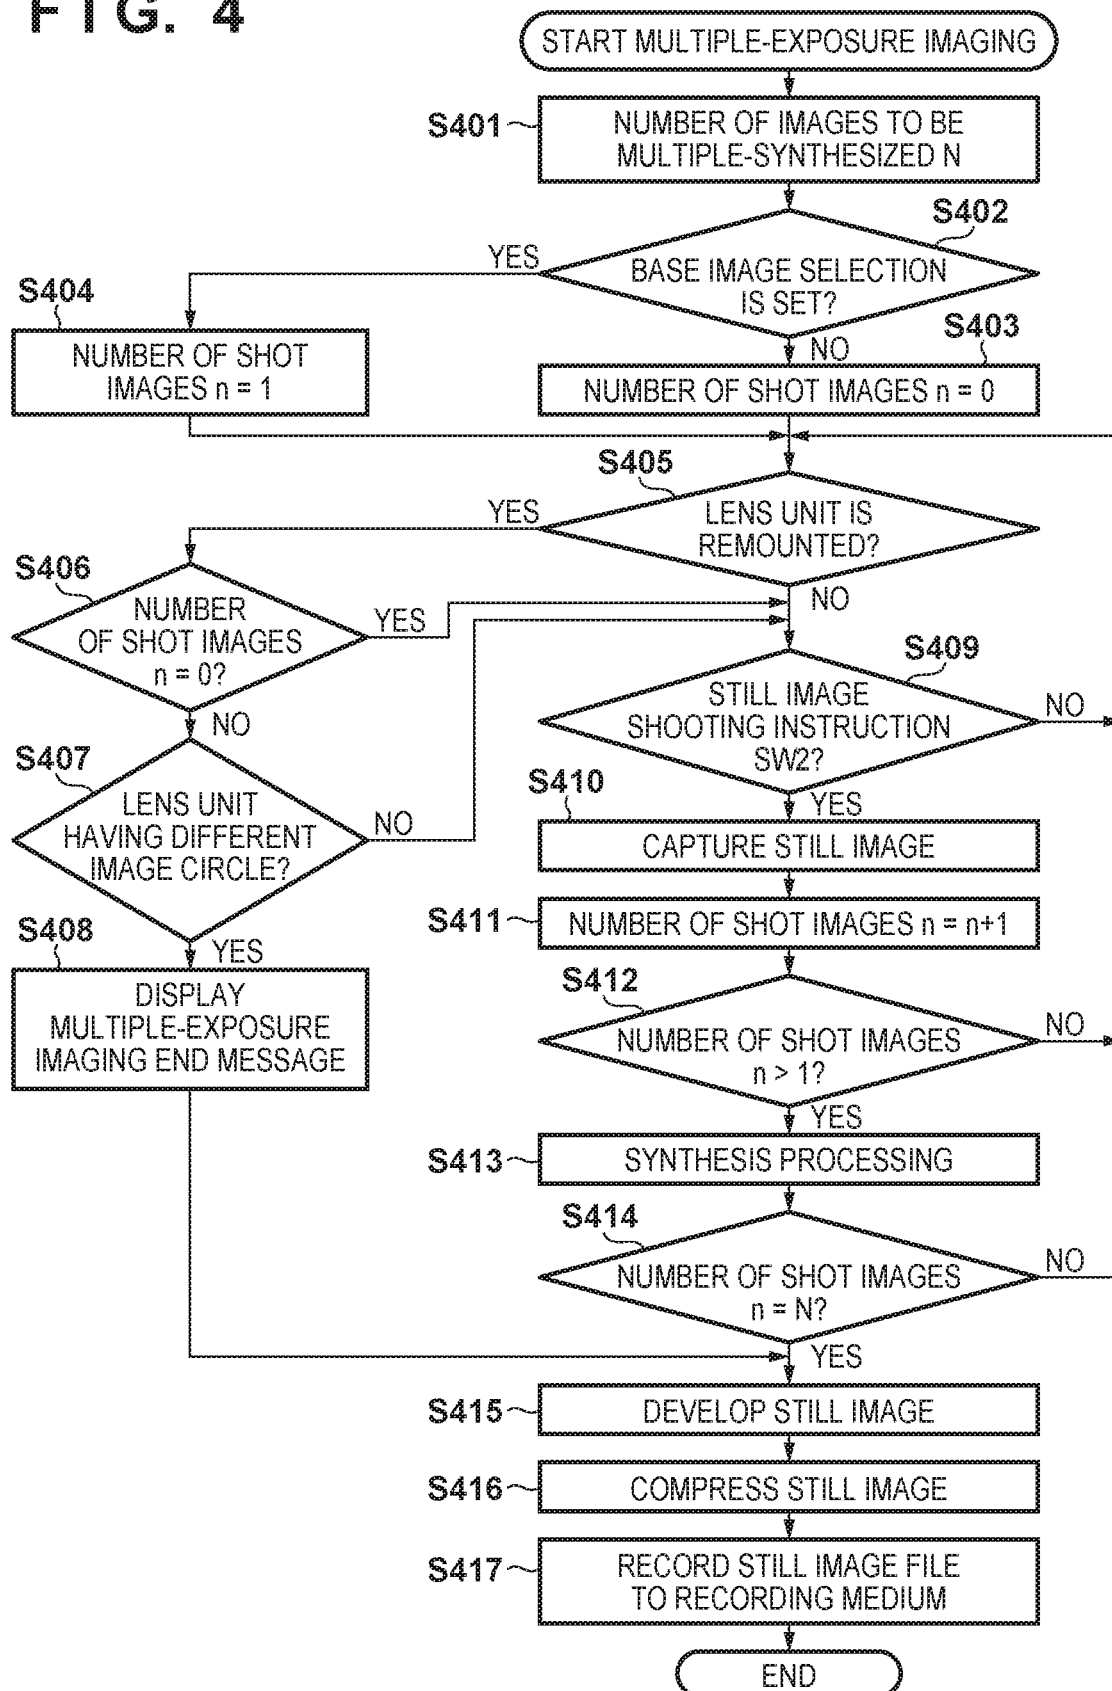 FIG. 4
START MULTIPLE-EXPOSURE IMAGING
S401
NUMBER OF IMAGES TO BE
MULTIPLE-SYNTHESIZED N
S402
BASE IMAGE SELECTION
IS SET?
YES
NO
S404
NUMBER OF SHOT
IMAGES n = 1
S403
NUMBER OF SHOT IMAGES n = 0
S405
LENS UNIT IS
REMOUNTED?
YES
NO
S406
NUMBER
OF SHOT IMAGES
n = 0?
YES
NO
S407
LENS UNIT
HAVING DIFFERENT
IMAGE CIRCLE?
NO
YES
S408
DISPLAY
MULTIPLE-EXPOSURE
IMAGING END MESSAGE
S409
STILL IMAGE
SHOOTING INSTRUCTION
SW2?
NO
YES
S410
CAPTURE STILL IMAGE
S411
NUMBER OF SHOT IMAGES n = n+1
S412
NUMBER OF SHOT IMAGES
n > 1?
NO
YES
S413
SYNTHESIS PROCESSING
S414
NUMBER OF SHOT IMAGES
n = N?
NO
YES
S415
DEVELOP STILL IMAGE
S416
COMPRESS STILL IMAGE
S417
RECORD STILL IMAGE FILE
TO RECORDING MEDIUM
END